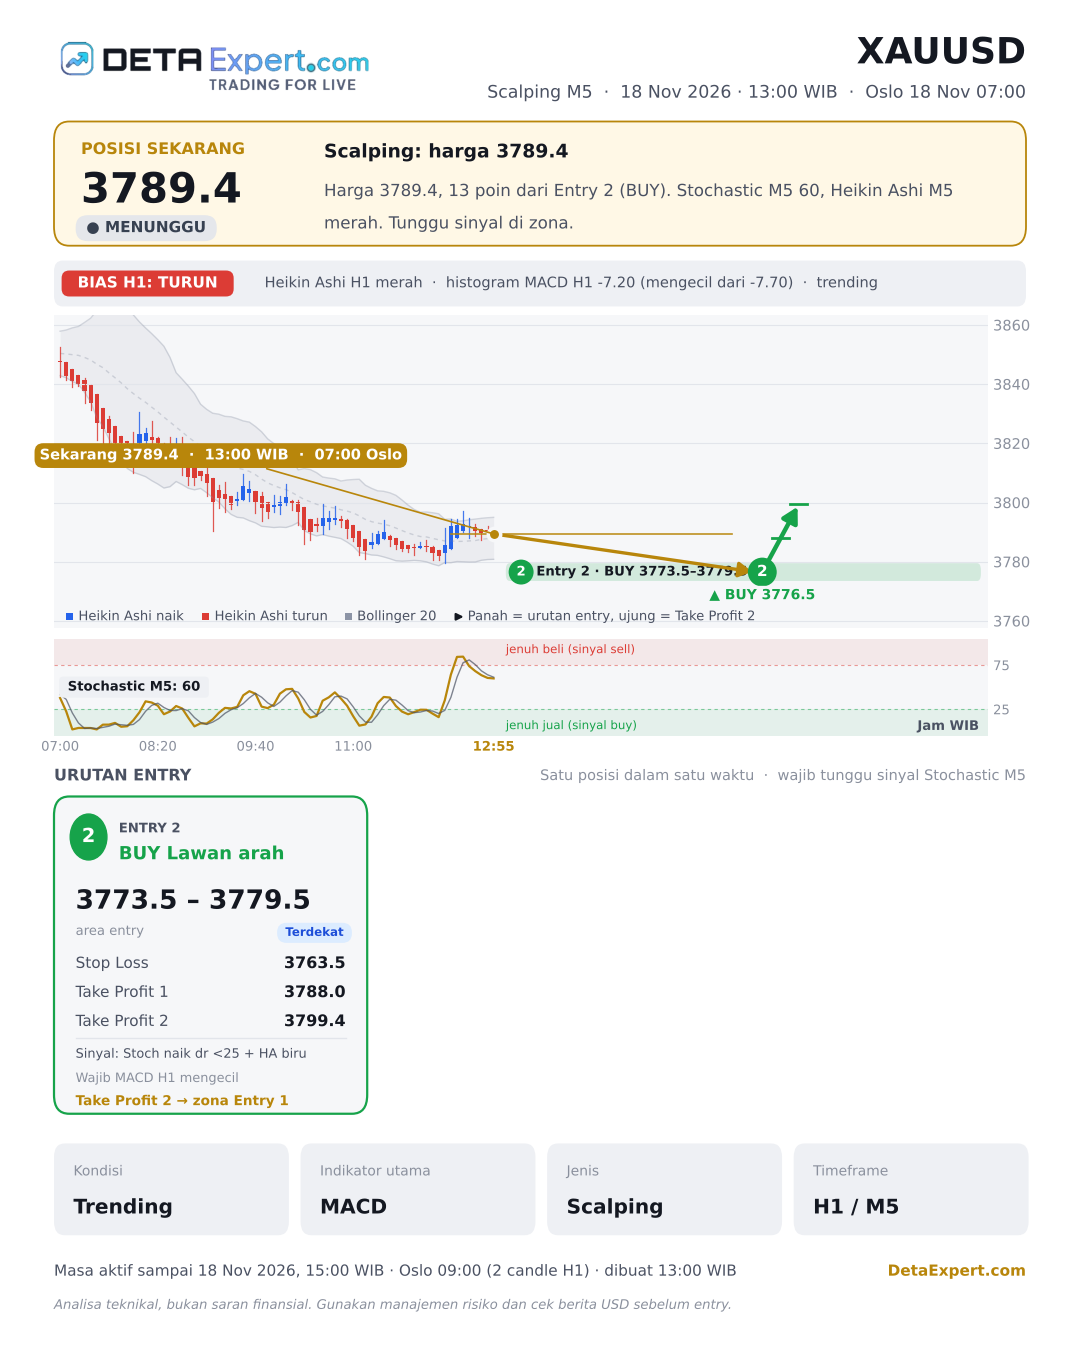 DETA Expert.com
TRADING FOR LIVE
XAUUSD
Scalping M5 · 18 Nov 2026 · 13:00 WIB · Oslo 18 Nov 07:00
POSISI SEKARANG
3789.4
● MENUNGGU
Scalping: harga 3789.4
Harga 3789.4, 13 poin dari Entry 2 (BUY). Stochastic M5 60, Heikin Ashi M5
merah. Tunggu sinyal di zona.
BIAS H1: TURUN
Heikin Ashi H1 merah · histogram MACD H1 -7.20 (mengecil dari -7.70) · trending
3860
3840
3820
Sekarang 3789.4 · 13:00 WIB · 07:00 Oslo
3800
3780
2 Entry 2 · BUY 3773.5–3779.
2
▲ BUY 3776.5
Heikin Ashi naik
Heikin Ashi turun
Bollinger 20
Panah = urutan entry, ujung = Take Profit 2
3760
jenuh beli (sinyal sell)
75
Stochastic M5: 60
25
jenuh jual (sinyal buy)
Jam WIB
07:00 08:20 09:40 11:00 12:55
URUTAN ENTRY
Satu posisi dalam satu waktu · wajib tunggu sinyal Stochastic M5
2
ENTRY 2
BUY Lawan arah
3773.5 – 3779.5
area entry
Terdekat
Stop Loss 3763.5
Take Profit 1 3788.0
Take Profit 2 3799.4
Sinyal: Stoch naik dr <25 + HA biru
Wajib MACD H1 mengecil
Take Profit 2 → zona Entry 1
Kondisi
Trending
Indikator utama
MACD
Jenis
Scalping
Timeframe
H1 / M5
Masa aktif sampai 18 Nov 2026, 15:00 WIB · Oslo 09:00 (2 candle H1) · dibuat 13:00 WIB
DetaExpert.com
Analisa teknikal, bukan saran finansial. Gunakan manajemen risiko dan cek berita USD sebelum entry.